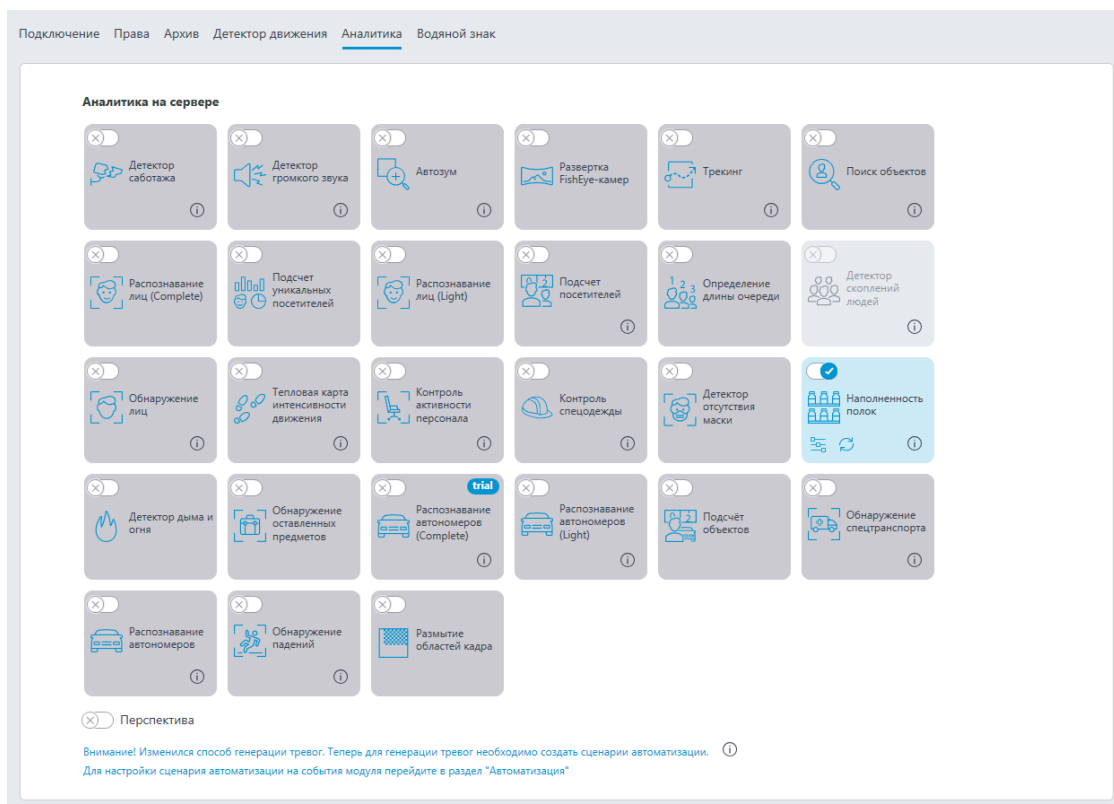 Подключение Права Архив Детектор движения Аналитика Водяной знак
Аналитика на сервере
Детектор
саботажа
Детектор
громкого звука
Автозум
Развертка
FishEye-камер
Трекинг
Поиск объектов
Распознавание
лиц (Complete)
Подсчет
уникальных
посетителей
Распознавание
лиц (Light)
Подсчет
посетителей
1 2 3
Определение
длины очереди
Детектор
скоплений
людей
Обнаружение
лиц
Тепловая карта
интенсивности
движения
Контроль
активности
персонала
Контроль
спецодежды
Детектор
отсутствия
маски
Наполненность
полок
Детектор дыма и
огня
Обнаружение
оставленных
предметов
trial
Распознавание
автономеров
(Complete)
Распознавание
автономеров
(Light)
Подсчёт
объектов
Обнаружение
спецтранспорта
Распознавание
автономеров
Обнаружение
падений
Размытие
областей кадра
Перспектива
Внимание! Изменился способ генерации тревог. Теперь для генерации тревог необходимо создать сценарии автоматизации.
Для настройки сценария автоматизации на события модуля перейдите в раздел "Автоматизация"